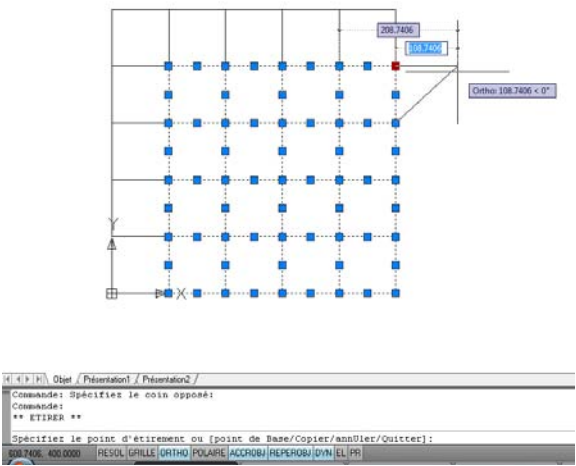 208.7406
108.7406
Ortho: 108.7406 < 0°
Y
X
Objet / Présentation1 / Présentation2 /
Commande: Spécifiez le coin opposé:
Commande:
** ETIRER **
Spécifiez le point d'étirement ou [point de Base/Copier/annUler/Quitter]:
608.7406, 400.0000 RESOL GRILLE ORTHO POLAIRE ACCROBJ REPEROBJ DYN EL PR